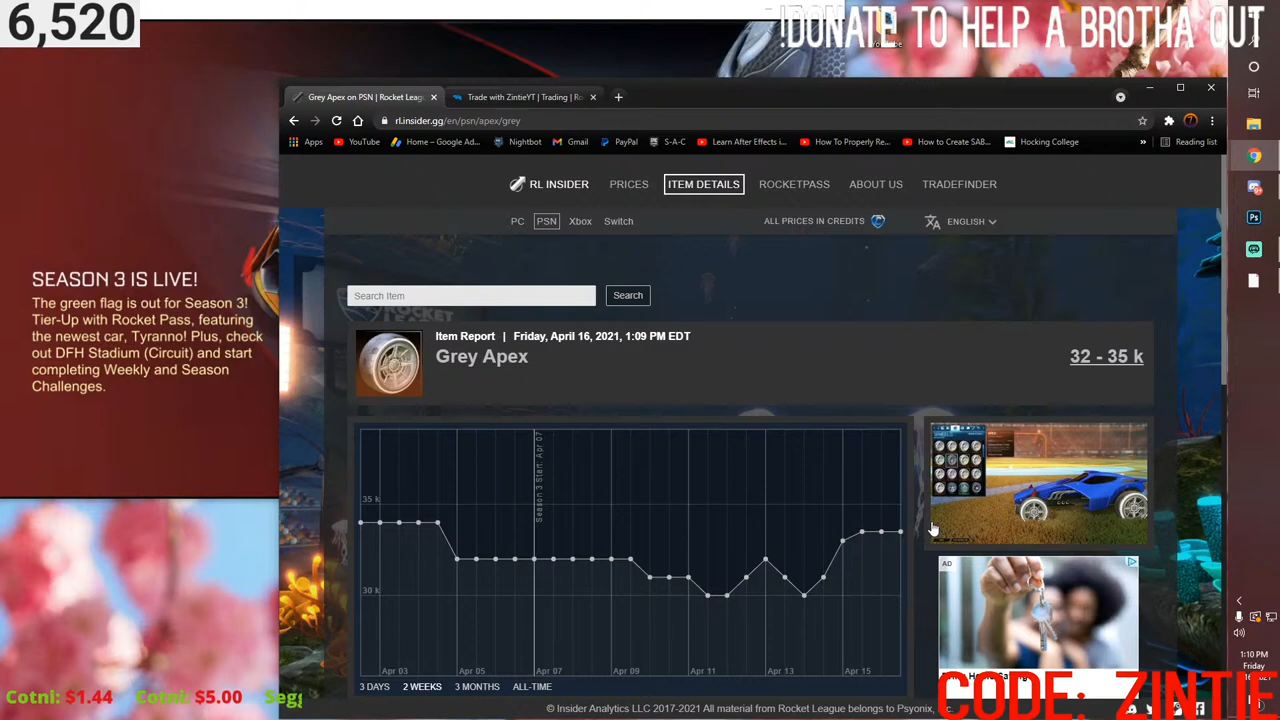 6,520
!DONATE TO HELP A BROTHA OUT
YouTube
Grey Apex on PSN | Rocket Leag
Trade with ZintieYT | Trading | Ro
rl.insider.gg/en/psn/apex/grey
Apps YouTube Home – Google Ad... Nightbot Gmail PayPal S-A-C Learn After Effects i... How To Properly Re... How to Create SAB... Hocking College » Reading list
RL INSIDER PRICES ITEM DETAILS ROCKETPASS ABOUT US TRADEFINDER
PC PSN Xbox Switch ALL PRICES IN CREDITS ENGLISH
SEASON 3 IS LIVE!
The green flag is out for Season 3!
Tier-Up with Rocket Pass, featuring
the newest car, Tyranno! Plus, check
out DFH Stadium (Circuit) and start
completing Weekly and Season
Challenges.
Search Item Search
Item Report | Friday, April 16, 2021, 1:09 PM EDT
Grey Apex 32 - 35 k
Season 3 Start: Apr 07
35 k
30 k
AD
Apr 03 Apr 05 Apr 07 Apr 09 Apr 11 Apr 13 Apr 15
3 DAYS 2 WEEKS 3 MONTHS ALL-TIME
© Insider Analytics LLC 2017-2021 All material from Rocket League belongs to Psyonix, Inc.
Cotni: $1.44 Cotni: $5.00 Segg
CODE: ZINTIE
1:10 PM
Friday